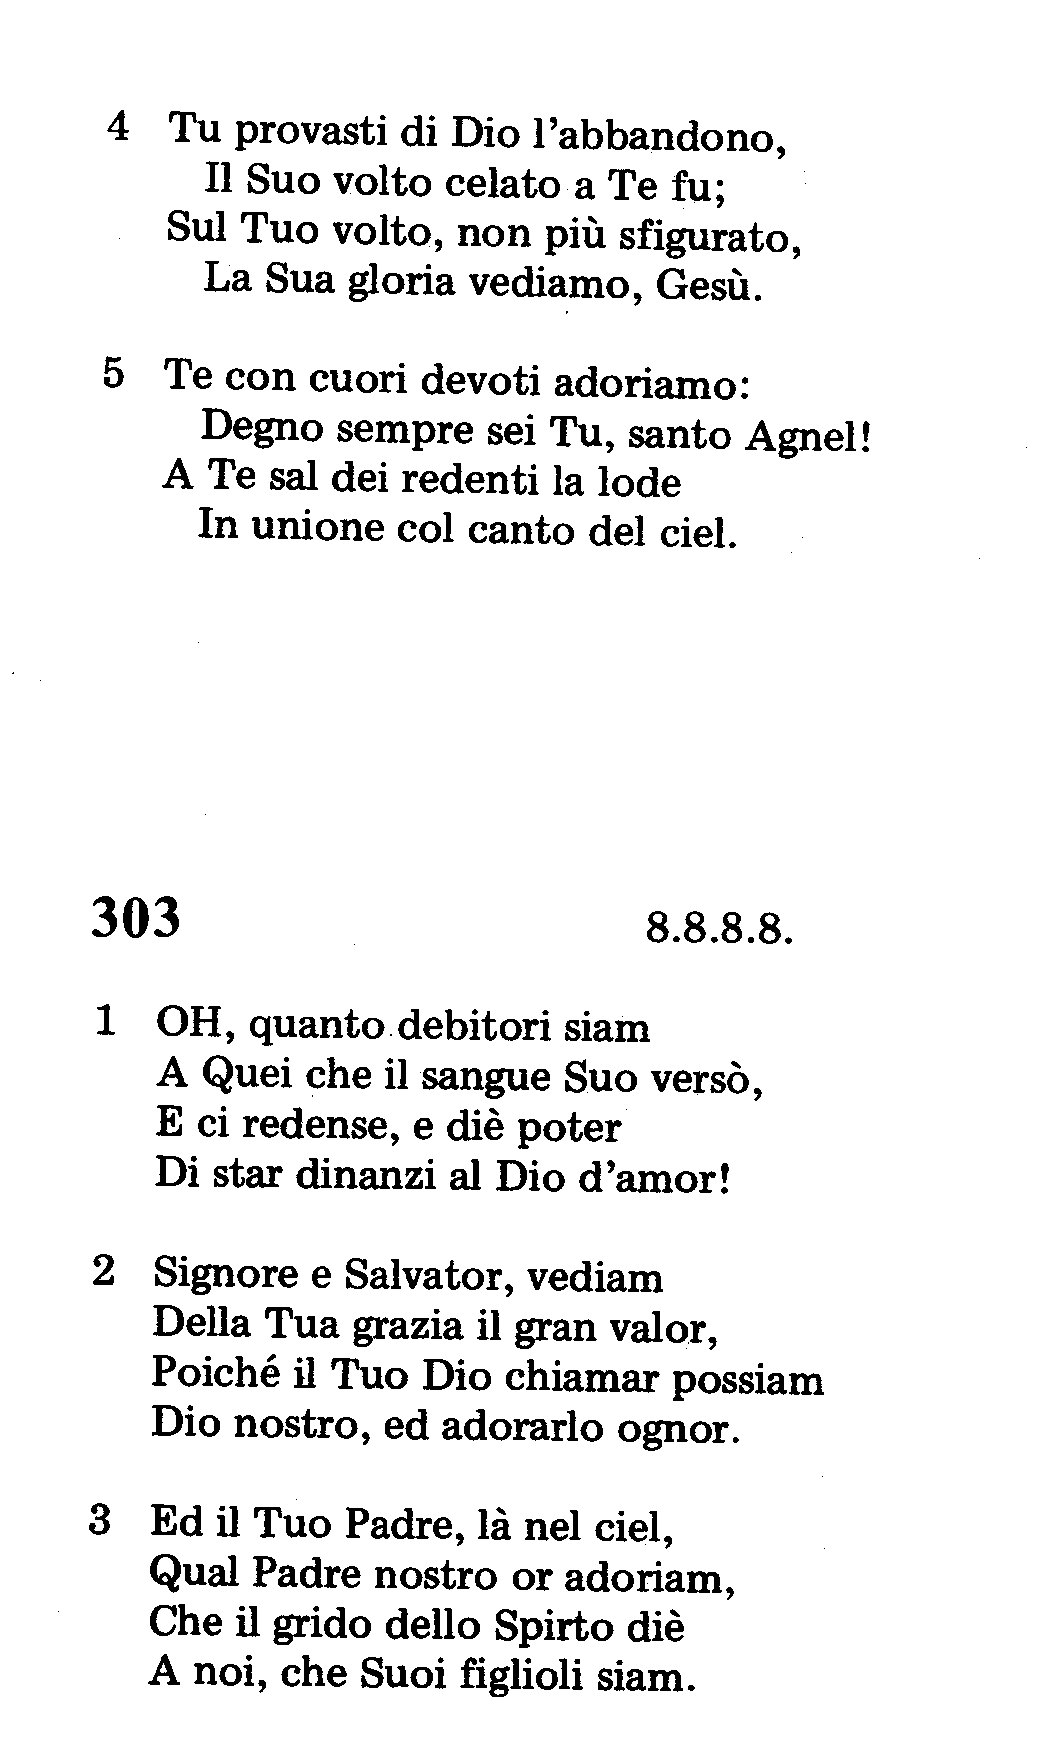 4 Tu provasti di Dio l'abbandono,
Il Suo volto celato a Te fu;
Sul Tuo volto, non più sfigurato,
La Sua gloria vediamo, Gesù.
5 Te con cuori devoti adoriamo:
Degno sempre sei Tu, santo Agnel!
A Te sal dei redenti la lode
In unione col canto del ciel.
303 8.8.8.8.
1 OH, quanto debitori siam
A Quei che il sangue Suo versò,
E ci redense, e diè poter
Di star dinanzi al Dio d'amor!
2 Signore e Salvator, vediam
Della Tua grazia il gran valor,
Poiché il Tuo Dio chiamar possiam
Dio nostro, ed adorarlo ognor.
3 Ed il Tuo Padre, là nel ciel,
Qual Padre nostro or adoriam,
Che il grido dello Spirto diè
A noi, che Suoi figlioli siam.